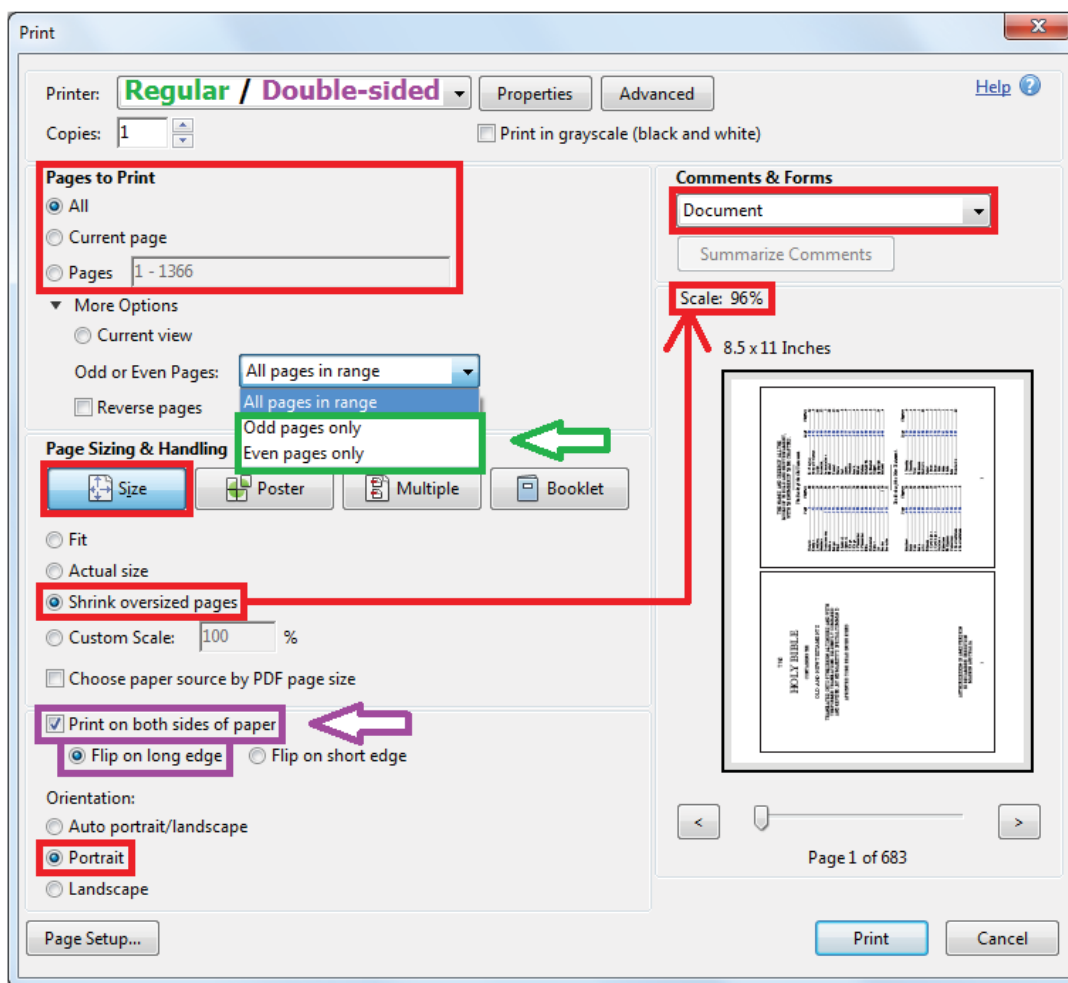 Print
Printer: Regular / Double-sided Properties Advanced Help
Copies: 1 Print in grayscale (black and white)
Pages to Print
All
Current page
Pages 1 - 1366
More Options
Current view
Odd or Even Pages: All pages in range
All pages in range
Reverse pages
Odd pages only
Even pages only
Page Sizing & Handling
Size Poster Multiple Booklet
Fit
Actual size
Shrink oversized pages
Custom Scale: 100 %
Choose paper source by PDF page size
Print on both sides of paper
Flip on long edge Flip on short edge
Orientation:
Auto portrait/landscape
Portrait
Landscape
Comments & Forms
Document
Summarize Comments
Scale: 96%
8.5 x 11 Inches
THE
HOLY BIBLE
OLD AND NEW TESTAMENTS
<
>
Page 1 of 683
Page Setup...
Print
Cancel